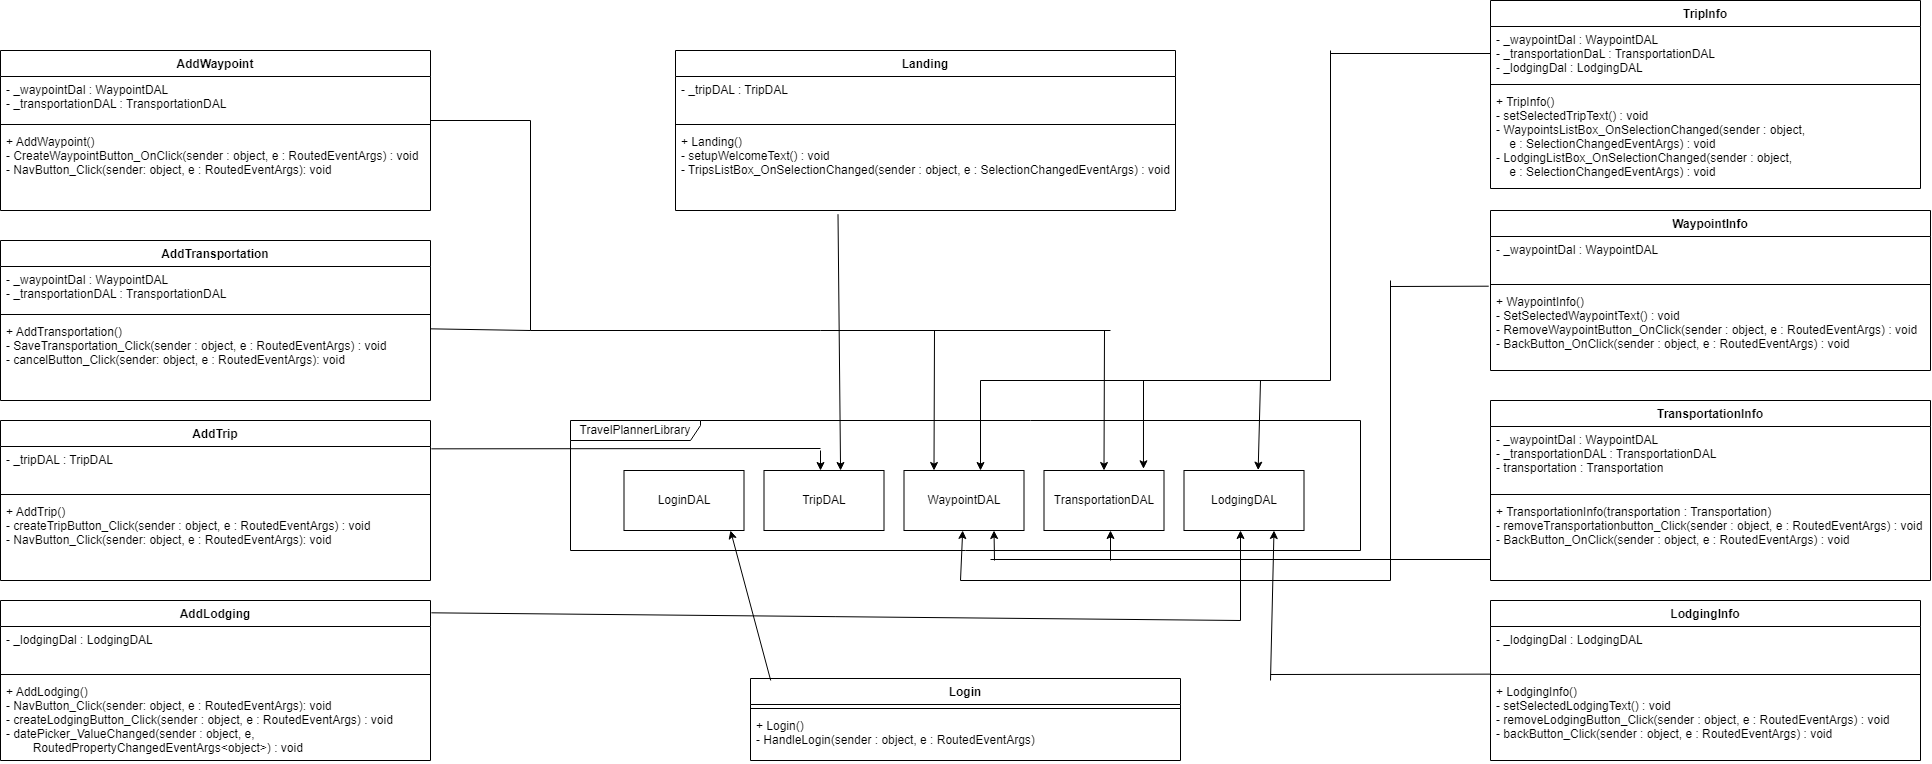 AddWaypoint
- _waypointDal : WaypointDAL
- _transportationDAL : TransportationDAL
+ AddWaypoint()
- CreateWaypointButton_OnClick(sender : object, e : RoutedEventArgs) : void
- NavButton_Click(sender: object, e : RoutedEventArgs): void
AddTransportation
- _waypointDal : WaypointDAL
- _transportationDAL : TransportationDAL
+ AddTransportation()
- SaveTransportation_Click(sender : object, e : RoutedEventArgs) : void
- cancelButton_Click(sender: object, e : RoutedEventArgs): void
AddTrip
- _tripDAL : TripDAL
+ AddTrip()
- createTripButton_Click(sender : object, e : RoutedEventArgs) : void
- NavButton_Click(sender: object, e : RoutedEventArgs): void
AddLodging
- _lodgingDal : LodgingDAL
+ AddLodging()
- NavButton_Click(sender: object, e : RoutedEventArgs): void
- createLodgingButton_Click(sender : object, e : RoutedEventArgs) : void
- datePicker_ValueChanged(sender : object, e,
RoutedPropertyChangedEventArgs<object>) : void
Landing
- _tripDAL : TripDAL
+ Landing()
- setupWelcomeText() : void
- TripsListBox_OnSelectionChanged(sender : object, e : SelectionChangedEventArgs) : void
TravelPlannerLibrary
LoginDAL
TripDAL
WaypointDAL
TransportationDAL
LodgingDAL
Login
+ Login()
- HandleLogin(sender : object, e : RoutedEventArgs)
TripInfo
- _waypointDal : WaypointDAL
- _transportationDaL : TransportationDAL
- _lodgingDal : LodgingDAL
+ TripInfo()
- setSelectedTripText() : void
- WaypointsListBox_OnSelectionChanged(sender : object,
e : SelectionChangedEventArgs) : void
- LodgingListBox_OnSelectionChanged(sender : object,
e : SelectionChangedEventArgs) : void
WaypointInfo
- _waypointDal : WaypointDAL
+ WaypointInfo()
- SetSelectedWaypointText() : void
- RemoveWaypointButton_OnClick(sender : object, e : RoutedEventArgs) : void
- BackButton_OnClick(sender : object, e : RoutedEventArgs) : void
TransportationInfo
- _waypointDal : WaypointDAL
- _transportationDAL : TransportationDAL
- transportation : Transportation
+ TransportationInfo(transportation : Transportation)
- removeTransportationbutton_Click(sender : object, e : RoutedEventArgs) : void
- BackButton_OnClick(sender : object, e : RoutedEventArgs) : void
LodgingInfo
- _lodgingDal : LodgingDAL
+ LodgingInfo()
- setSelectedLodgingText() : void
- removeLodgingButton_Click(sender : object, e : RoutedEventArgs) : void
- backButton_Click(sender : object, e : RoutedEventArgs) : void